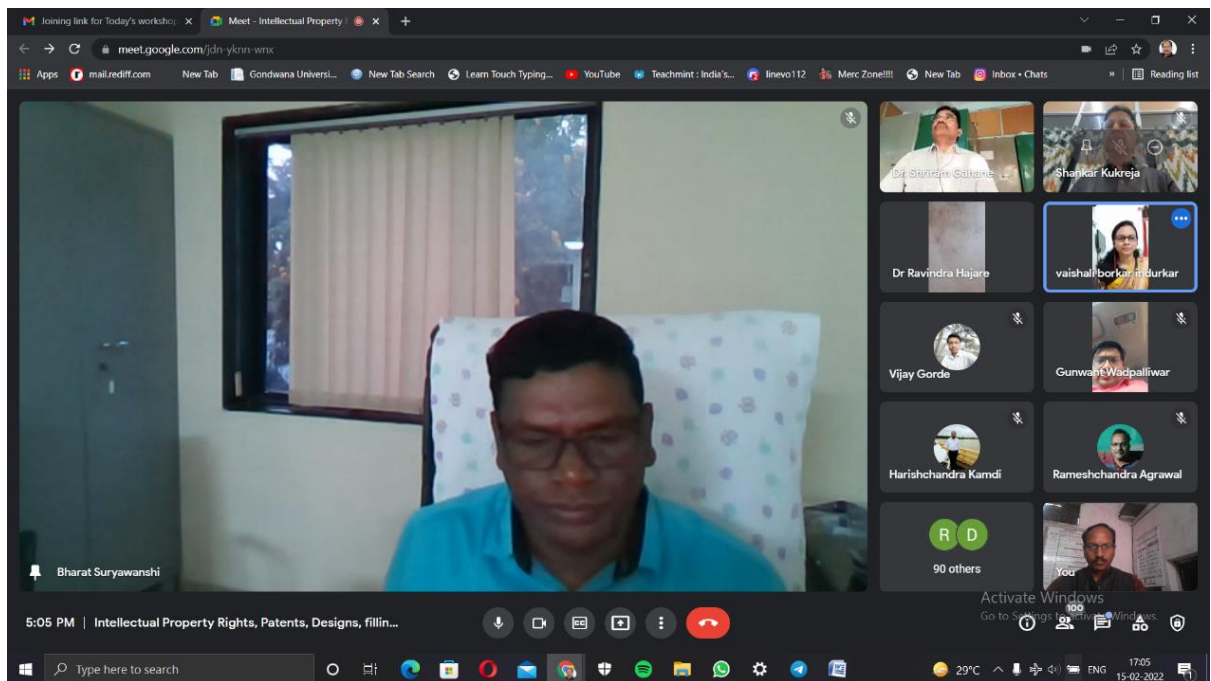 Joining link for Today's workshop
Meet - Intellectual Property
meet.google.com/jdn-yknn-wnx
Apps mail.rediff.com New Tab Gondwana Universi... New Tab Search Learn Touch Typing... YouTube Teachmint : India's... linevo112 Merc Zone!!!! New Tab Inbox • Chats » Reading list
Dr. Shriram Gahane
Shankar Kukreja
Dr Ravindra Hajare
vaishali borkar indurkar
Vijay Gorde
Gunwant Wadpalliwar
Harishchandra Kamdi
Rameshchandra Agrawal
R D
90 others
You
Bharat Suryawanshi
Activate Windows
Go to Settings to activate Windows.
5:05 PM | Intellectual Property Rights, Patents, Designs, fillin...
CC
100
Type here to search
29°C
ENG
17:05
15-02-2022